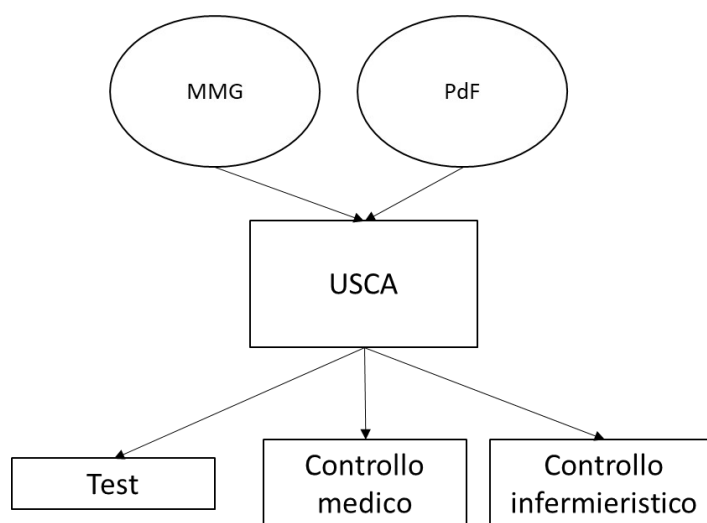 MMG
PdF
USCA
Test
Controllo
medico
Controllo
infermieristico